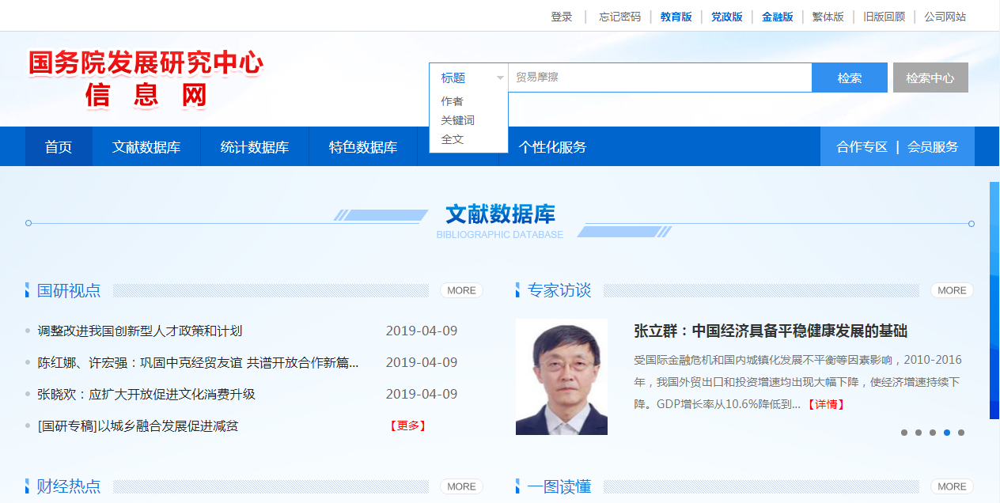 登录 忘记密码 教育版 党政版 金融版 繁体版 旧版回顾 公司网站
国务院发展研究中心
信息网
标题 贸易摩擦 检索 检索中心
作者
关键词
全文
首页 文献数据库 统计数据库 特色数据库 个性化服务 合作专区 会员服务
文献数据库
BIBLIOGRAPHIC DATABASE
国研视点 MORE
调整改进我国创新型人才政策和计划 2019-04-09
陈红娜、许宏强：巩固中克经贸友谊 共谱开放合作新篇... 2019-04-09
张晓欢：应扩大开放促进文化消费升级 2019-04-09
[国研专稿]以城乡融合发展促进减贫 【更多】
专家访谈 MORE
张立群：中国经济具备平稳健康发展的基础
受国际金融危机和国内城镇化发展不平衡等因素影响，2010-2016
年，我国外贸出口和投资增速均出现大幅下降，使经济增速持续下
降。GDP增长率从10.6%降低到... 【详情】
财经热点 MORE
一图读懂 MORE